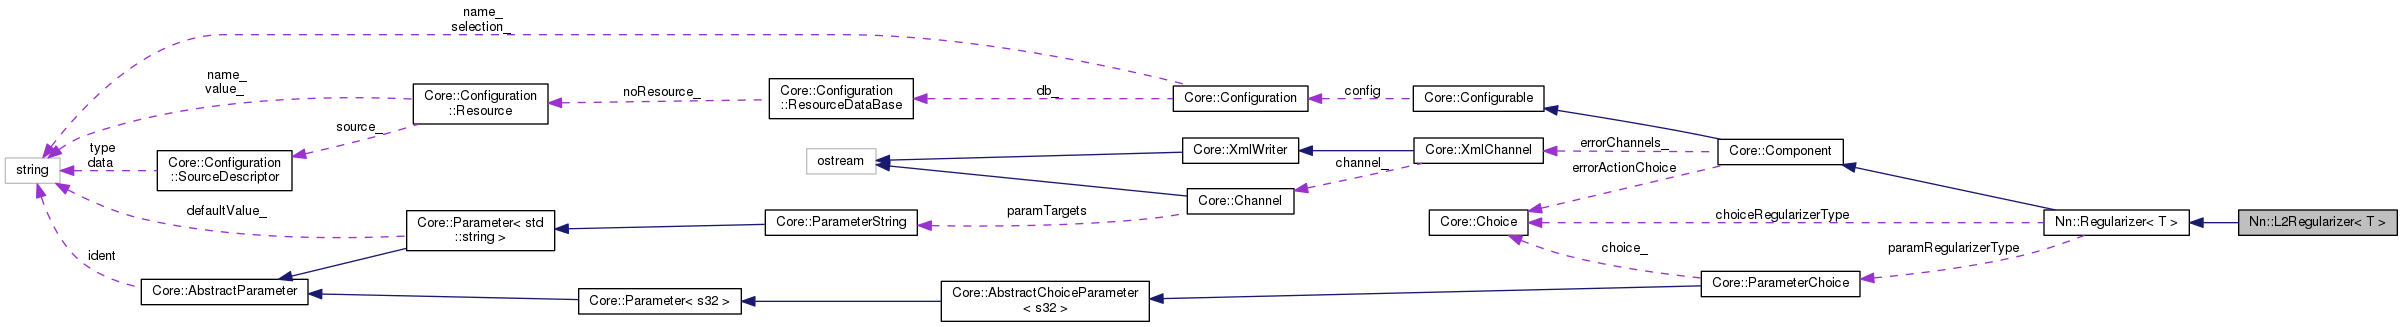 name_
selection_
name_
value_
Core::Configuration
::Resource
noResource_
Core::Configuration
::ResourceDataBase
db_
Core::Configuration
config
Core::Configurable
source_
type
data
string
Core::Configuration
::SourceDescriptor
ostream
Core::XmlWriter
Core::XmlChannel
errorChannels_
Core::Component
channel_
errorActionChoice
defaultValue_
Core::Parameter< std
::string >
Core::ParameterString
paramTargets
Core::Channel
Core::Choice
choiceRegularizerType
Nn::Regularizer< T >
Nn::L2Regularizer< T >
ident
choice_
paramRegularizerType
Core::AbstractParameter
Core::Parameter< s32 >
Core::AbstractChoiceParameter
< s32 >
Core::ParameterChoice